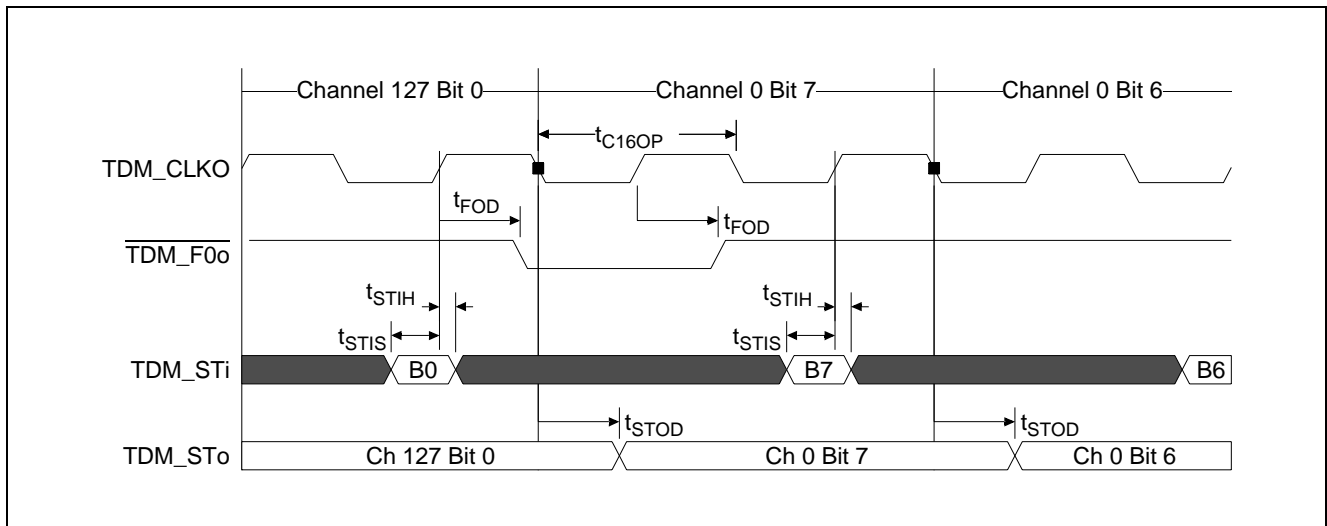 Channel 127 Bit 0 Channel 0 Bit 7 Channel 0 Bit 6
tC16OP
TDM_CLKO
tFOD tFOD
TDM_F0o
tSTIH tSTIH
tSTIS tSTIS
TDM_STi B0 B7 B6
tSTOD tSTOD
TDM_STo Ch 127 Bit 0 Ch 0 Bit 7 Ch 0 Bit 6